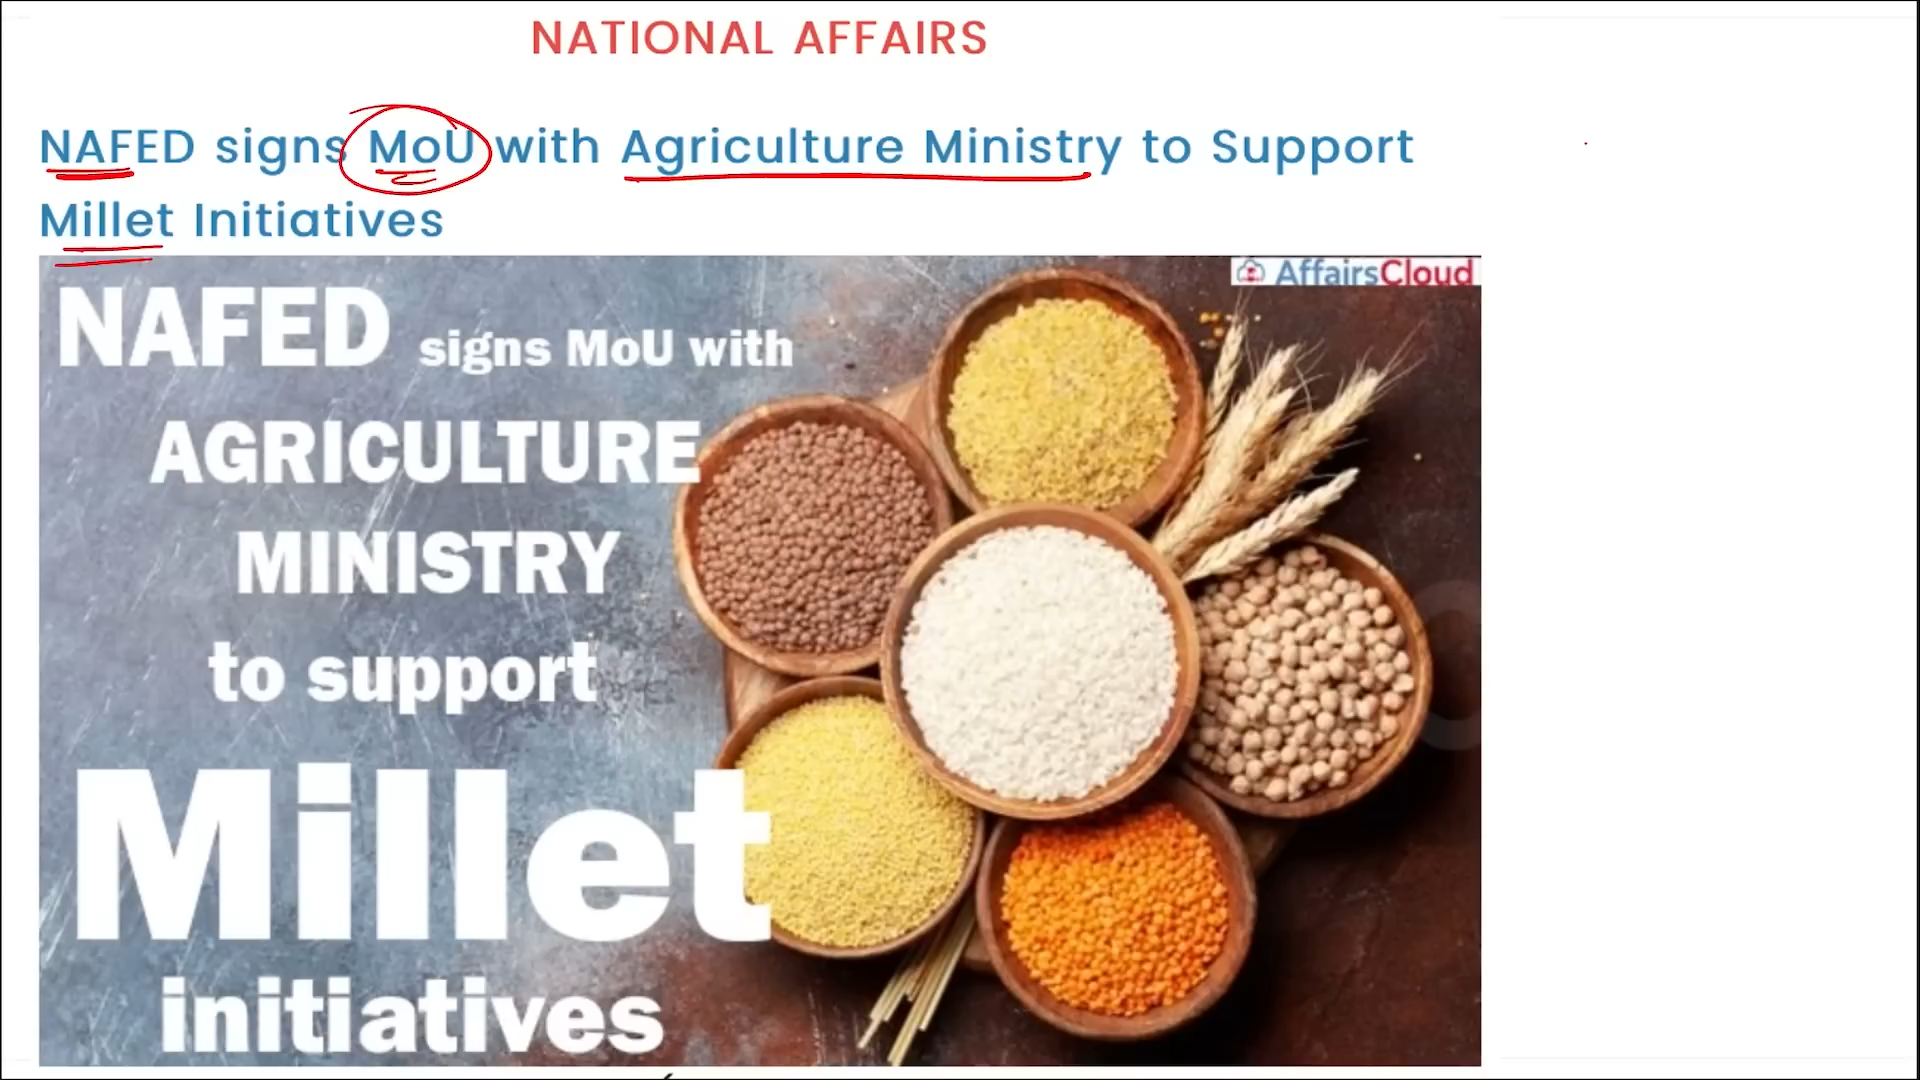 NATIONAL AFFAIRS
NAFED signs MoU with Agriculture Ministry to Support
Millet Initiatives
AffairsCloud
NAFED signs MoU with
AGRICULTURE
MINISTRY
to support
Millet
initiatives